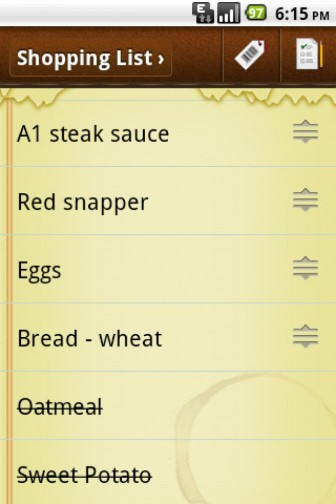 E
97
6:15 PM
Shopping List ›
A1 steak sauce
Red snapper
Eggs
Bread - wheat
Oatmeal
Sweet Potato